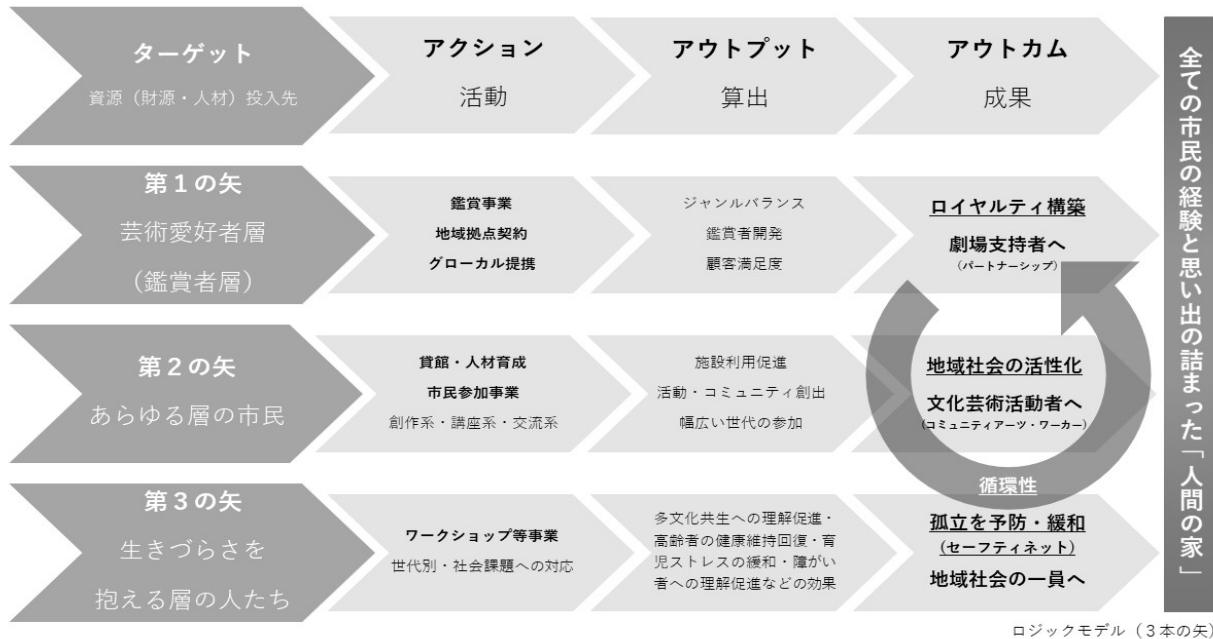 ターゲット
資源（財源・人材）投入先
アクション
活動
アウトプット
算出
アウトカム
成果
第１の矢
芸術愛好者層
（鑑賞者層）
鑑賞事業
地域拠点契約
グローカル提携
ジャンルバランス
鑑賞者開発
顧客満足度
ロイヤルティ構築
劇場支持者へ
（パートナーシップ）
第２の矢
あらゆる層の市民
貸館・人材育成
市民参加事業
創作系・講座系・交流系
施設利用促進
活動・コミュニティ創出
幅広い世代の参加
地域社会の活性化
文化芸術活動者へ
（コミュニティアーツ・ワーカー）
循環性
第３の矢
生きづらさを
抱える層の人たち
ワークショップ等事業
世代別・社会課題への対応
多文化共生への理解促進・
高齢者の健康維持回復・育
児ストレスの緩和・障がい
者への理解促進などの効果
孤立を予防・緩和
（セーフティネット）
地域社会の一員へ
全ての市民の経験と思い出の詰まった「人間の家」
ロジックモデル（３本の矢）